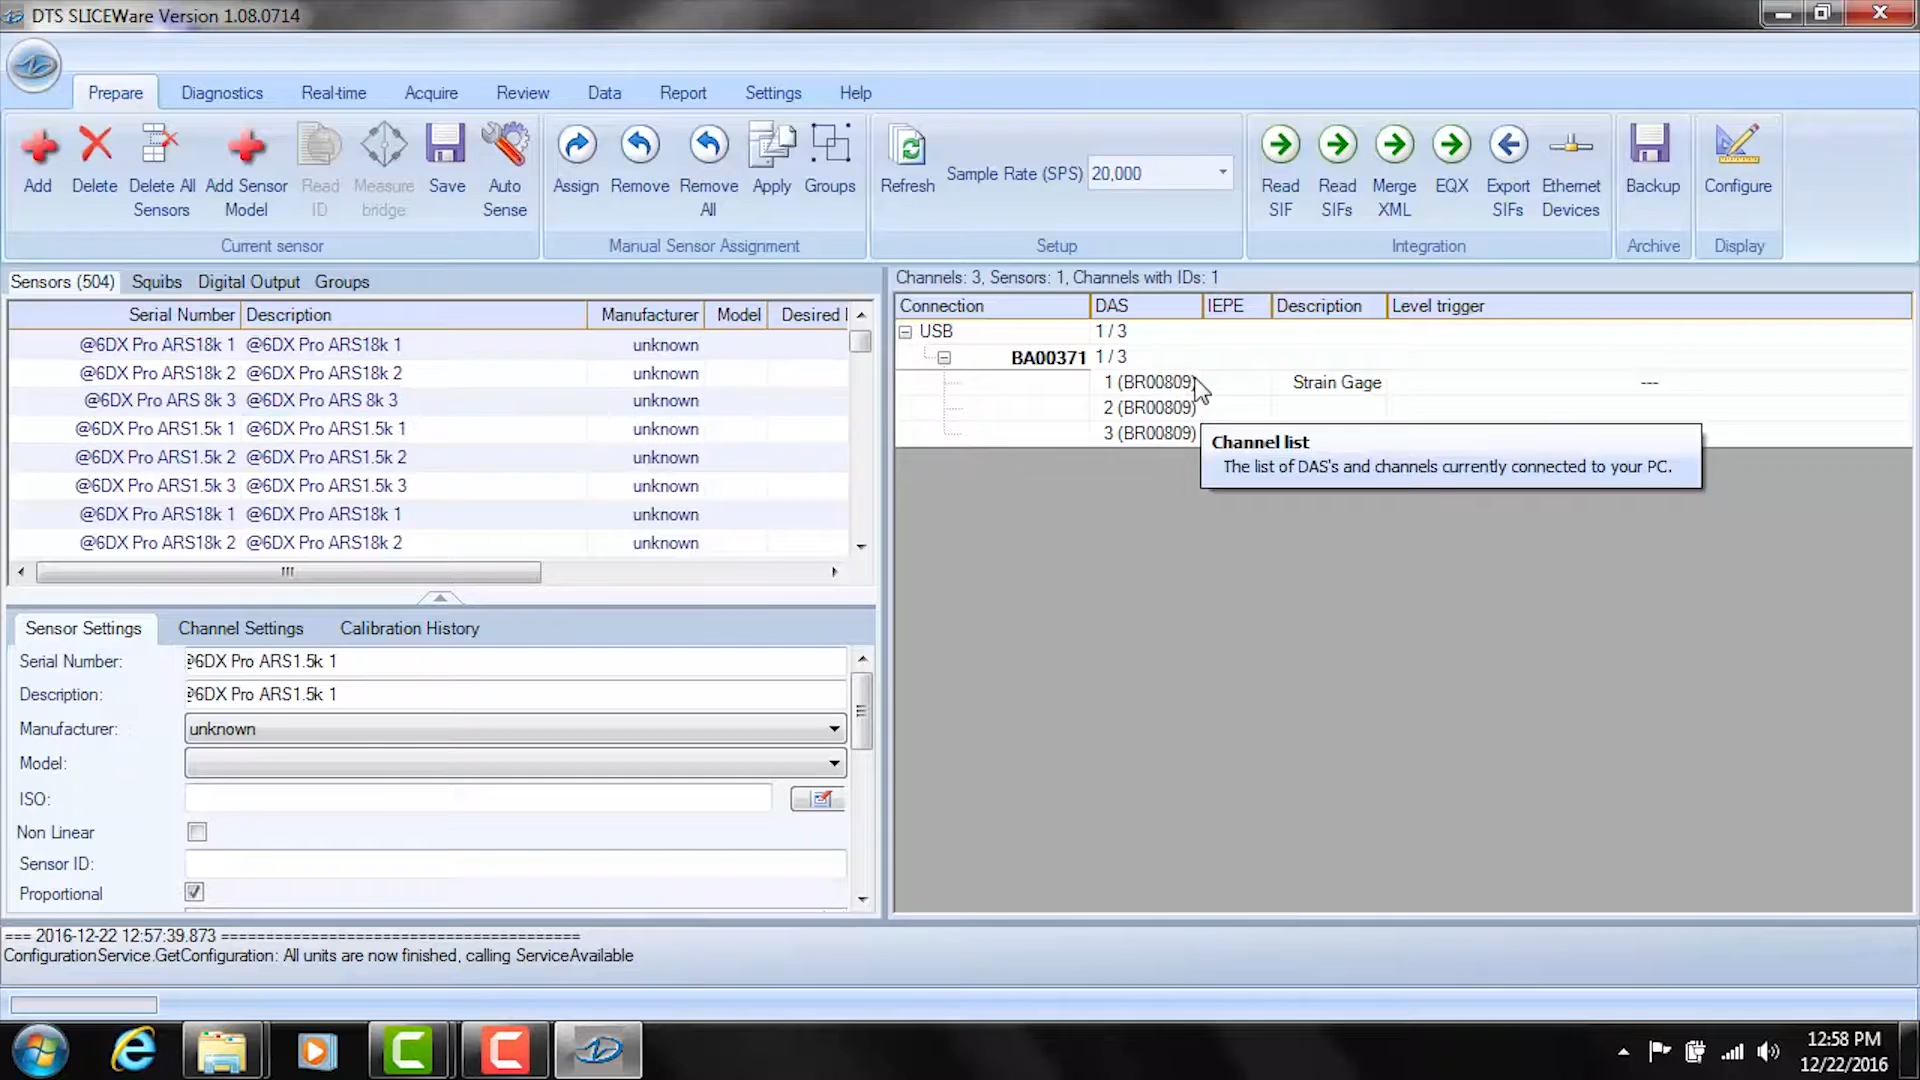 DTS SLICEWare Version 1.08.0714
Prepare Diagnostics Real-time Acquire Review Data Report Settings Help
Add Delete Delete All Sensors Add Sensor Model Read ID Measure bridge Save Auto Sense
Current sensor
Assign Remove Remove All Apply Groups
Manual Sensor Assignment
Refresh Sample Rate (SPS) 20,000
Setup
Read SIF Read SIFs Merge XML EQX Export SIFs Ethernet Devices
Integration
Backup
Archive
Configure
Display
Sensors (504) Squibs Digital Output Groups
Serial Number Description Manufacturer Model Desired
@6DX Pro ARS18k 1 @6DX Pro ARS18k 1 unknown
@6DX Pro ARS18k 2 @6DX Pro ARS18k 2 unknown
@6DX Pro ARS 8k 3 @6DX Pro ARS 8k 3 unknown
@6DX Pro ARS1.5k 1 @6DX Pro ARS1.5k 1 unknown
@6DX Pro ARS1.5k 2 @6DX Pro ARS1.5k 2 unknown
@6DX Pro ARS1.5k 3 @6DX Pro ARS1.5k 3 unknown
@6DX Pro ARS18k 1 @6DX Pro ARS18k 1 unknown
@6DX Pro ARS18k 2 @6DX Pro ARS18k 2 unknown
Sensor Settings Channel Settings Calibration History
Serial Number: @6DX Pro ARS1.5k 1
Description: @6DX Pro ARS1.5k 1
Manufacturer: unknown
Model:
ISO:
Non Linear
Sensor ID:
Proportional
Channels: 3, Sensors: 1, Channels with IDs: 1
Connection DAS IEPE Description Level trigger
USB 1 / 3
BA00371 1 / 3
1 (BR00809) Strain Gage ---
2 (BR00809)
3 (BR00809)
Channel list
The list of DAS's and channels currently connected to your PC.
=== 2016-12-22 12:57:39.873 =======================================
ConfigurationService.GetConfiguration: All units are now finished, calling ServiceAvailable
12:58 PM
12/22/2016